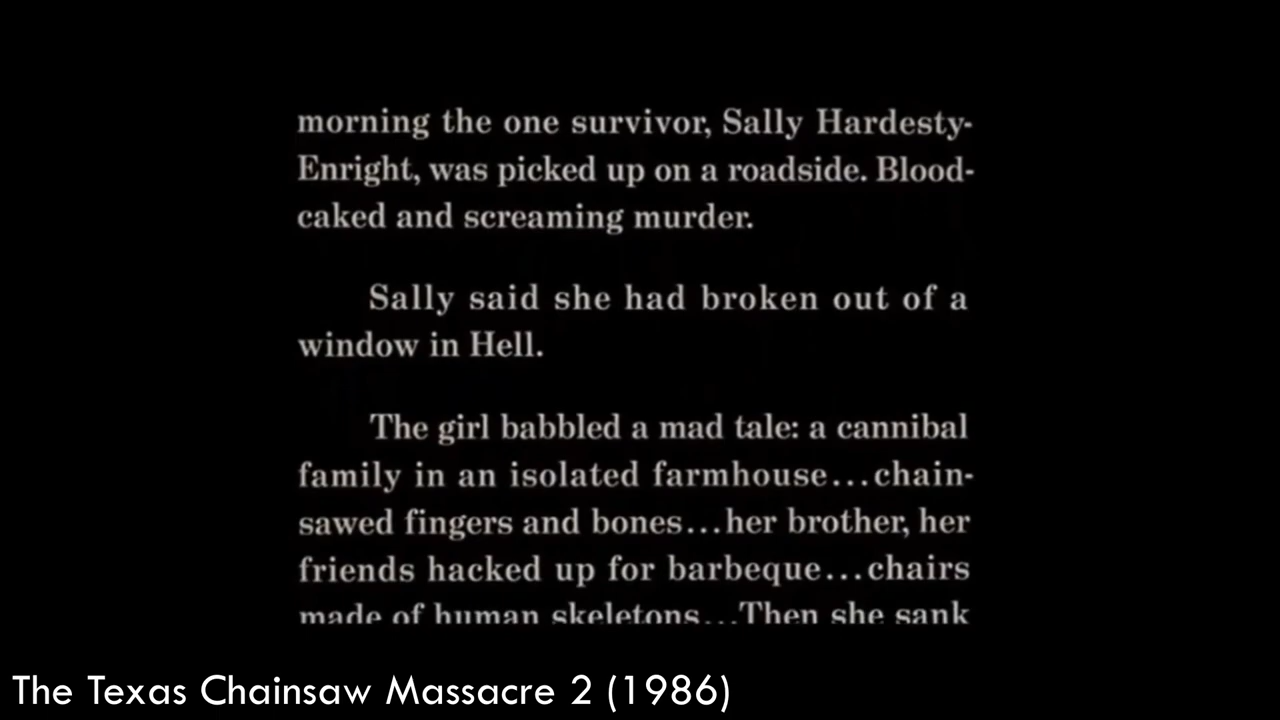 morning the one survivor, Sally Hardesty-
Enright, was picked up on a roadside. Blood-
caked and screaming murder.
Sally said she had broken out of a
window in Hell.
The girl babbled a mad tale: a cannibal
family in an isolated farmhouse...chain-
sawed fingers and bones...her brother, her
friends hacked up for barbeque...chairs
made of human skeletons...Then she sank
The Texas Chainsaw Massacre 2 (1986)